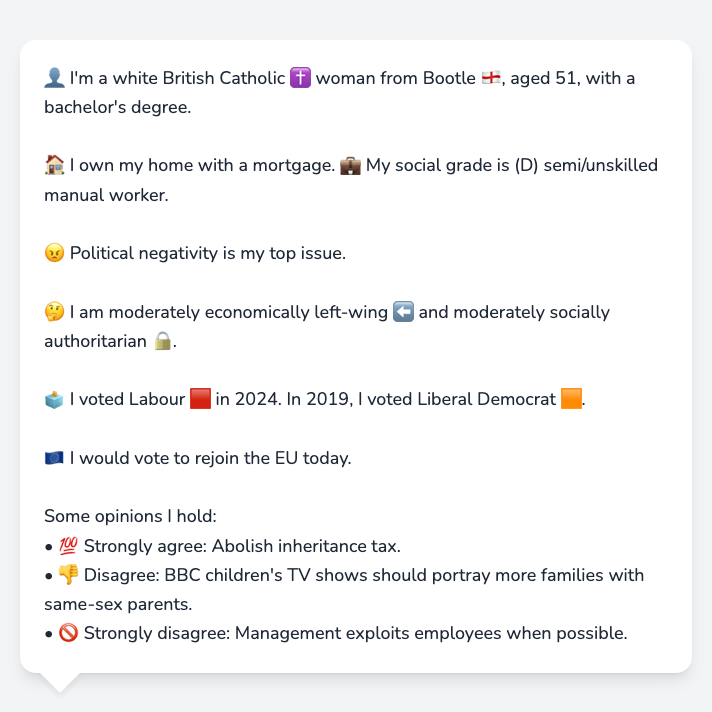 👤 I'm a white British Catholic ✝️ woman from Bootle 🏴󠁧󠁢󠁥󠁮󠁧󠁿, aged 51, with a
bachelor's degree.
🏠 I own my home with a mortgage. 💼 My social grade is (D) semi/unskilled
manual worker.
😠 Political negativity is my top issue.
🤔 I am moderately economically left-wing ⬅️ and moderately socially
authoritarian 🔒.
🗳️ I voted Labour 🟥 in 2024. In 2019, I voted Liberal Democrat 🟧.
🇪🇺 I would vote to rejoin the EU today.
Some opinions I hold:
• 💯 Strongly agree: Abolish inheritance tax.
• 👎 Disagree: BBC children's TV shows should portray more families with
same-sex parents.
• 🚫 Strongly disagree: Management exploits employees when possible.